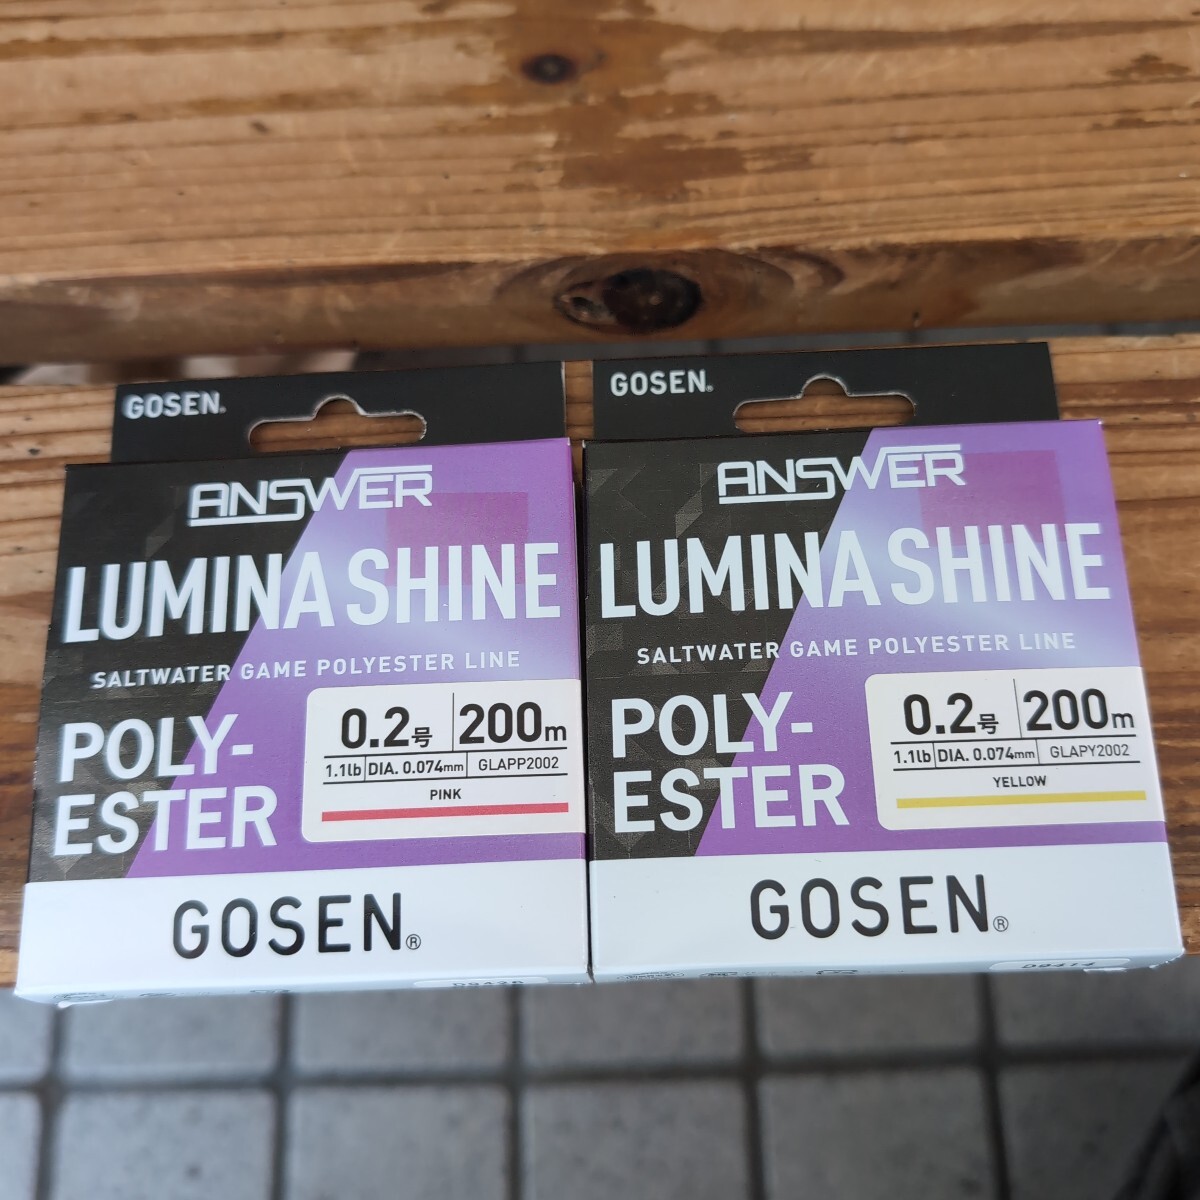 GOSEN®
ANSWER
LUMINA SHINE
SALTWATER GAME POLYESTER LINE
POLY-
ESTER
0.2号 200m
1.1lb DIA. 0.074mm GLAPP2002
PINK
GOSEN®
GOSEN®
ANSWER
LUMINA SHINE
SALTWATER GAME POLYESTER LINE
POLY-
ESTER
0.2号 200m
1.1lb DIA. 0.074mm GLAPY2002
YELLOW
GOSEN®